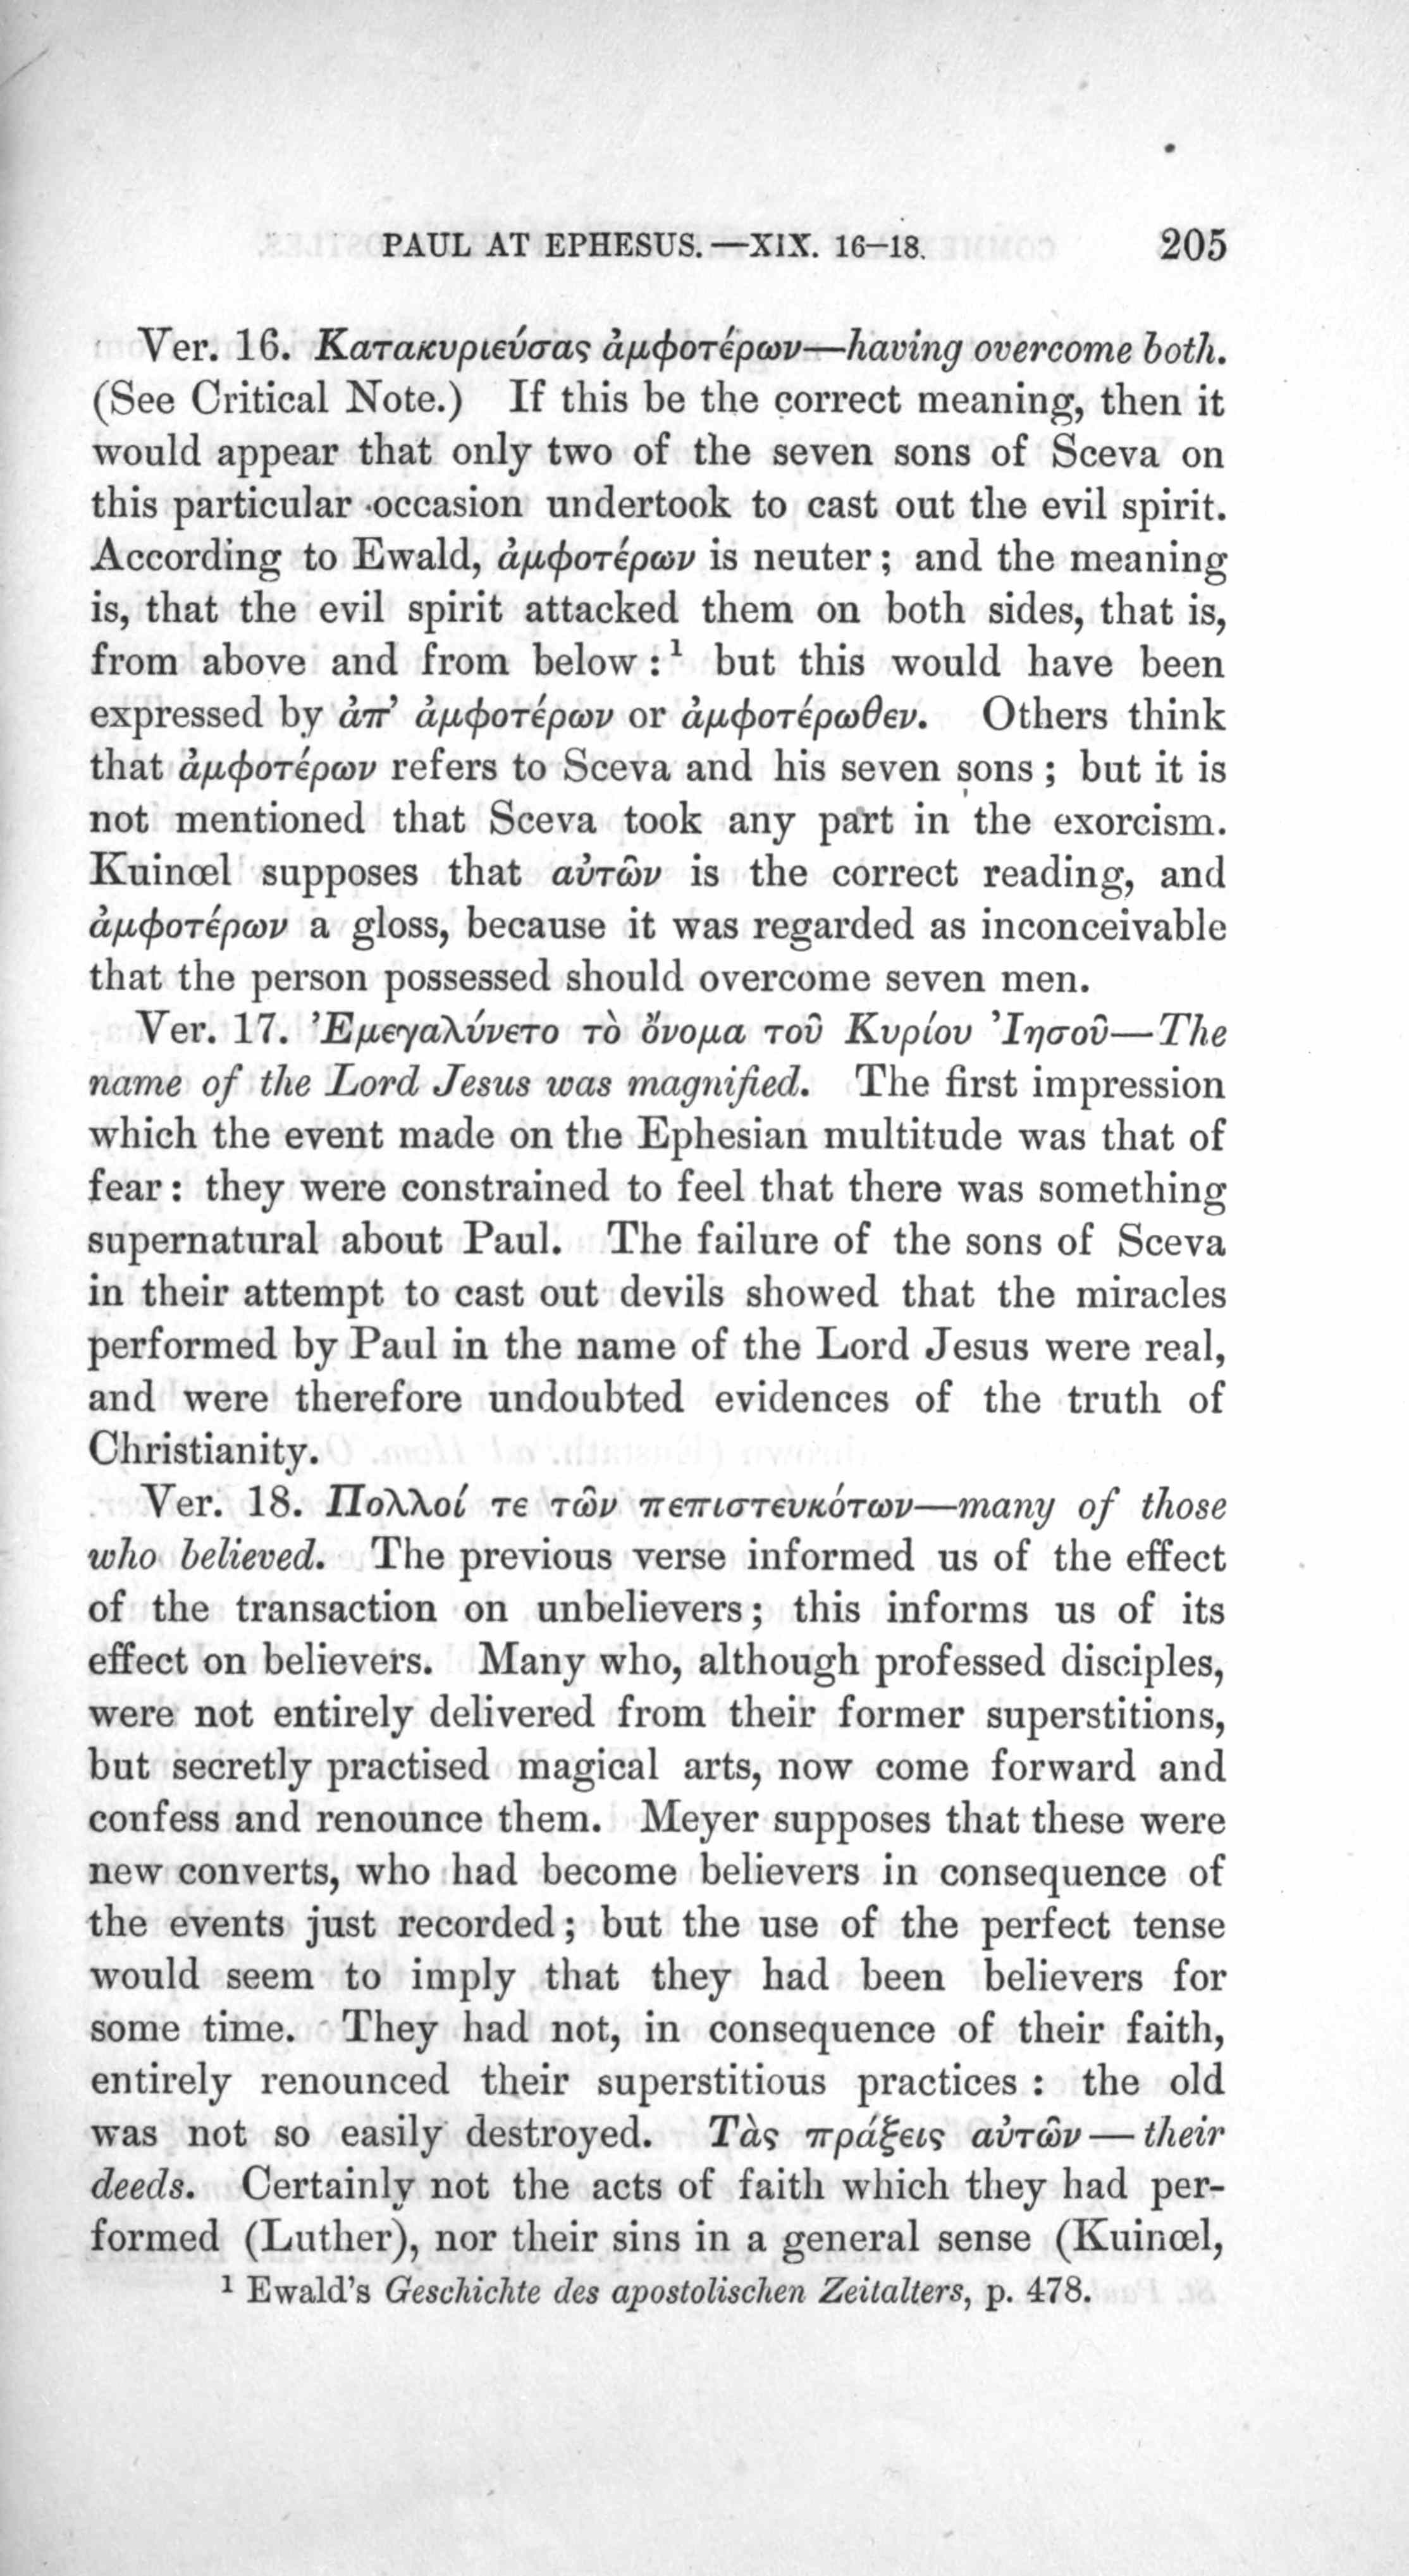 PAUL AT EPHESUS.—XIX. 16–18. 205
Ver. 16. Κατακυριεύσας ἀμφοτέρων—having overcome both.
(See Critical Note.) If this be the correct meaning, then it
would appear that only two of the seven sons of Sceva on
this particular occasion undertook to cast out the evil spirit.
According to Ewald, ἀμφοτέρων is neuter; and the meaning
is, that the evil spirit attacked them on both sides, that is,
from above and from below:¹ but this would have been
expressed by ἀπ’ ἀμφοτέρων or ἀμφοτέρωθεν. Others think
that ἀμφοτέρων refers to Sceva and his seven sons; but it is
not mentioned that Sceva took any part in the exorcism.
Kuinœl supposes that αὐτῶν is the correct reading, and
ἀμφοτέρων a gloss, because it was regarded as inconceivable
that the person possessed should overcome seven men.
Ver. 17. Ἐμεγαλύνετο τὸ ὄνομα τοῦ Κυρίου Ἰησοῦ—The
name of the Lord Jesus was magnified. The first impression
which the event made on the Ephesian multitude was that of
fear: they were constrained to feel that there was something
supernatural about Paul. The failure of the sons of Sceva
in their attempt to cast out devils showed that the miracles
performed by Paul in the name of the Lord Jesus were real,
and were therefore undoubted evidences of the truth of
Christianity.
Ver. 18. Πολλοί τε τῶν πεπιστευκότων—many of those
who believed. The previous verse informed us of the effect
of the transaction on unbelievers; this informs us of its
effect on believers. Many who, although professed disciples,
were not entirely delivered from their former superstitions,
but secretly practised magical arts, now come forward and
confess and renounce them. Meyer supposes that these were
new converts, who had become believers in consequence of
the events just recorded; but the use of the perfect tense
would seem to imply that they had been believers for
some time. They had not, in consequence of their faith,
entirely renounced their superstitious practices: the old
was not so easily destroyed. Τὰς πράξεις αὐτῶν—their
deeds. Certainly not the acts of faith which they had per-
formed (Luther), nor their sins in a general sense (Kuinœl,
¹ Ewald's Geschichte des apostolischen Zeitalters, p. 478.